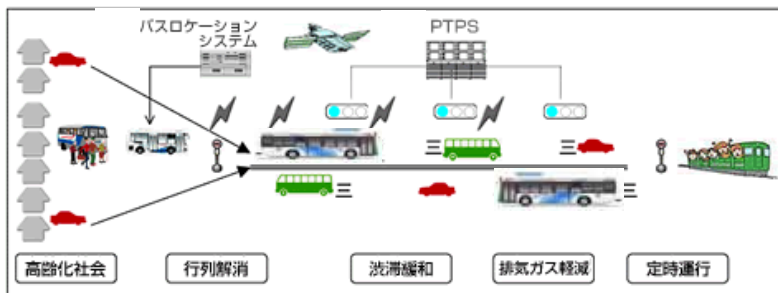 バスロケーション
システム
PTPS
高齢化社会
行列解消
渋滞緩和
排気ガス軽減
定時運行